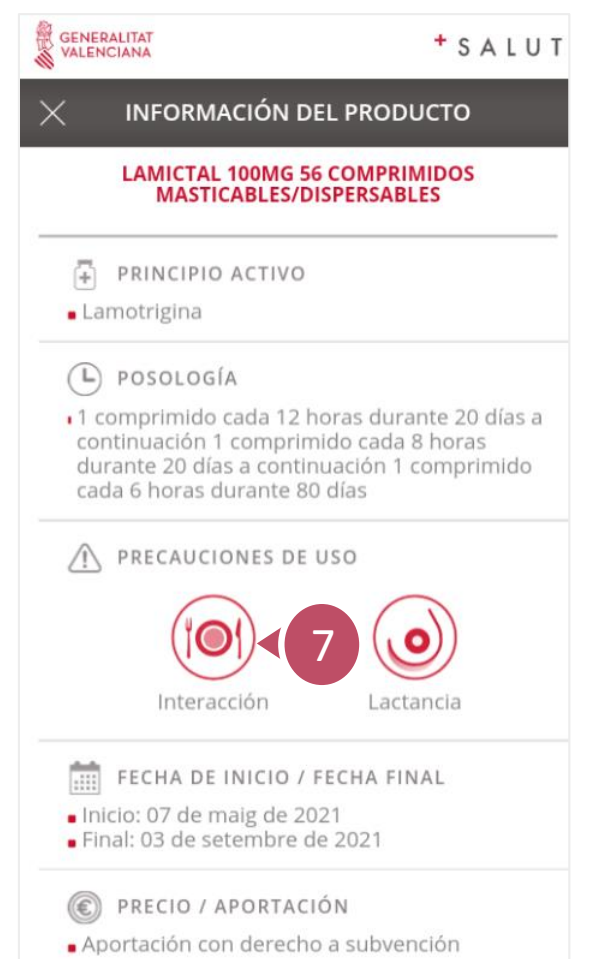 GENERALITAT
VALENCIANA
+SALUT
INFORMACIÓN DEL PRODUCTO
LAMICTAL 100MG 56 COMPRIMIDOS
MASTICABLES/DISPERSABLES
PRINCIPIO ACTIVO
Lamotrigina
POSOLOGÍA
1 comprimido cada 12 horas durante 20 días a
continuación 1 comprimido cada 8 horas
durante 20 días a continuación 1 comprimido
cada 6 horas durante 80 días
PRECAUCIONES DE USO
7
Interacción Lactancia
FECHA DE INICIO / FECHA FINAL
Inicio: 07 de maig de 2021
Final: 03 de setembre de 2021
PRECIO / APORTACIÓN
Aportación con derecho a subvención